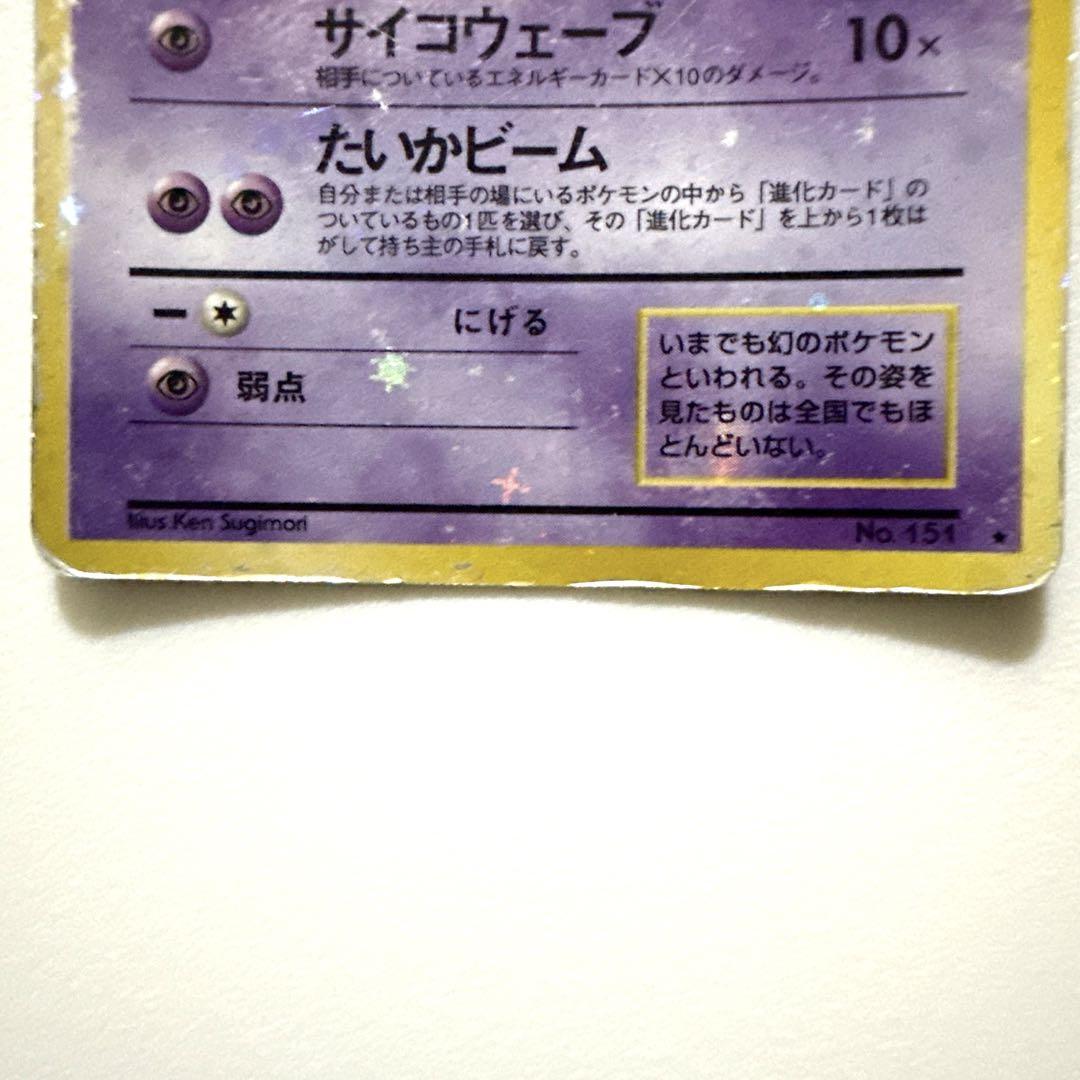 サイコウェーブ 10×
相手についているエネルギーカード×10のダメージ。
たいかビーム
自分または相手の場にいるポケモンの中から「進化カード」の
ついているもの1匹を選び、その「進化カード」を上から1枚は
がして持ち主の手札に戻す。
ー にげる
弱点
いまでも幻のポケモン
といわれる。その姿を
見たものは全国でもほ
とんどいない。
Illus Ken Sugimori
No. 151 ★